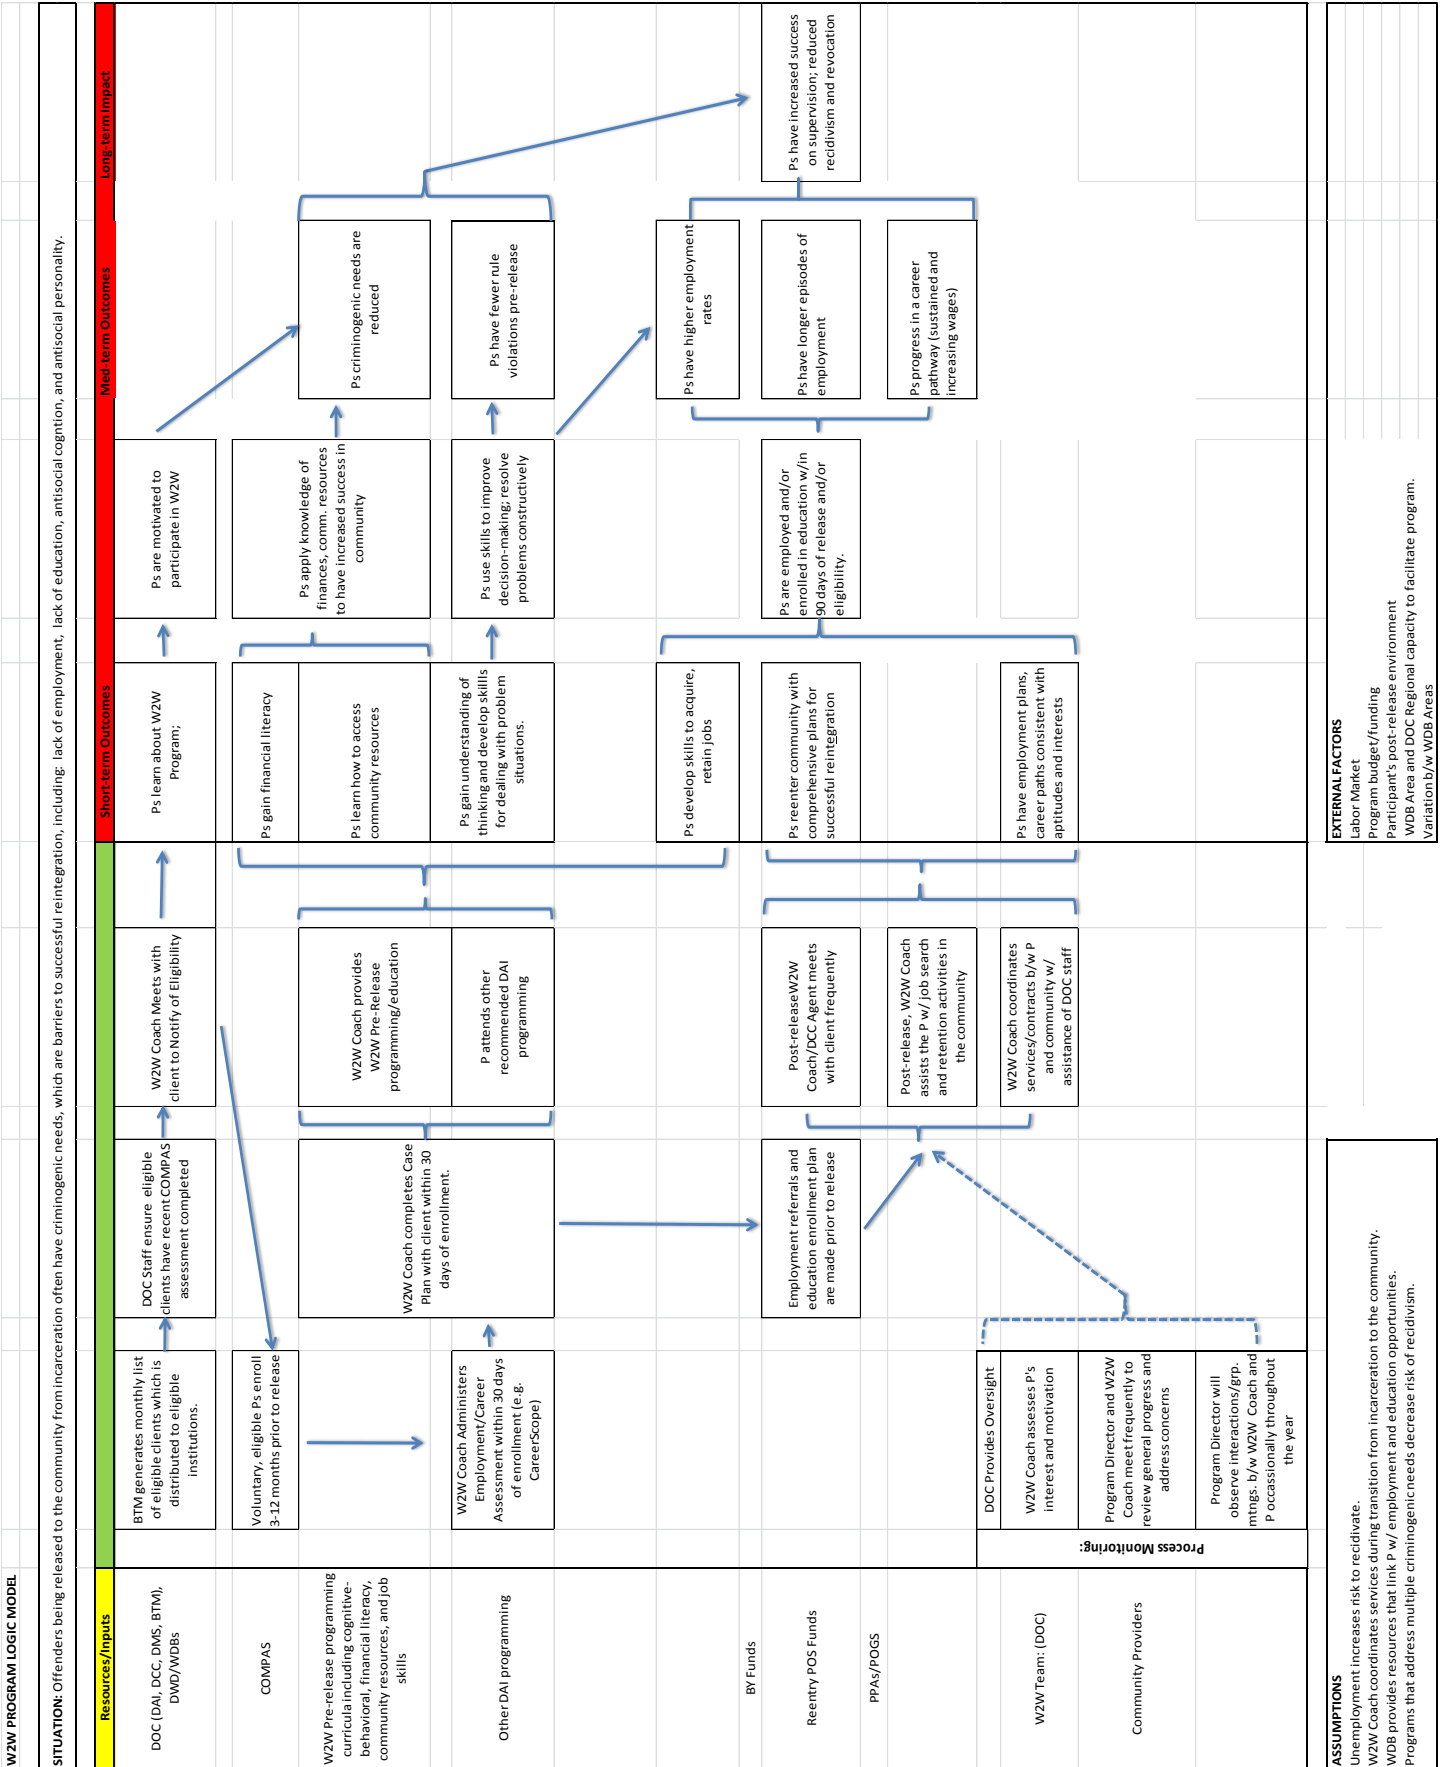 W2W PROGRAM LOGIC MODEL
SITUATION: Offenders being released to the community from incarceration often have criminogenic needs, which are barriers to successful reintegration, including: lack of employment, lack of education, antisocial cogntion, and antisocial personality.
Resources/Inputs
Short-term Outcomes
Med-term Outcomes
Long-term Impact
DOC (DAI, DCC, DMS, BTM),
DWD/WDBs
COMPAS
W2W Pre-release programming
curricula including cognitive-
behavioral, financial literacy,
community resources, and job
skills
Other DAI programming
BY Funds
Reentry POS Funds
PPAs/POGS
W2W Team: (DOC)
Community Providers
BTM generates monthly list
of eligible clients which is
distributed to eligible
institutions.
Voluntary, eligible Ps enroll
3-12 months prior to release
W2W Coach Administers
Employment/Career
Assessment within 30 days
of enrollment (e.g.
CareerScope)
Process Monitoring:
DOC Provides Oversight
W2W Coach assesses P's
interest and motivation
Program Director and W2W
Coach meet frequently to
review general progress and
address concerns
Program Director will
observe interactions/grp.
mtngs. b/w W2W Coach and
P occassionally throughout
the year
DOC Staff ensure eligible
clients have recent COMPAS
assessment completed
W2W Coach completes Case
Plan with client within 30
days of enrollment.
Employment referrals and
education enrollment plan
are made prior to release
W2W Coach Meets with
client to Notify of Eligibility
W2W Coach provides
W2W Pre-Release
programming/education
P attends other
recommended DAI
programming
Post-release W2W
Coach/DCC Agent meets
with client frequently
Post-release, W2W Coach
assists the P w/ job search
and retention activities in
the community
W2W Coach coordinates
services/contracts b/w P
and community w/
assistance of DOC staff
Ps learn about W2W
Program;
Ps gain financial literacy
Ps learn how to access
community resources
Ps gain understanding of
thinking and develop skills
for dealing with problem
situations.
Ps develop skills to acquire,
retain jobs
Ps reenter community with
comprehensive plans for
successful reintegration
Ps have employment plans,
career paths consistent with
aptitudes and interests
Ps are motivated to
participate in W2W
Ps apply knowledge of
finances, comm. resources
to have increased success in
community
Ps use skills to improve
decision-making; resolve
problems constructively
Ps are employed and/or
enrolled in education w/in
90 days of release and/or
eligibility.
Ps criminogenic needs are
reduced
Ps have fewer rule
violations pre-release
Ps have higher employment
rates
Ps have longer episodes of
employment
Ps progress in a career
pathway (sustained and
increasing wages)
Ps have increased success
on supervision; reduced
recidivism and revocation
ASSUMPTIONS
Unemployment increases risk to recidivate.
W2W Coach coordinates services during transition from incarceration to the community.
WDB provides resources that link P w/ employment and education opportunities.
Programs that address multiple criminogenic needs decrease risk of recidivism.
EXTERNAL FACTORS
Labor Market
Program budget/funding
Participant's post-release environment
WDB Area and DOC Regional capacity to facilitate program.
Variation b/w WDB Areas